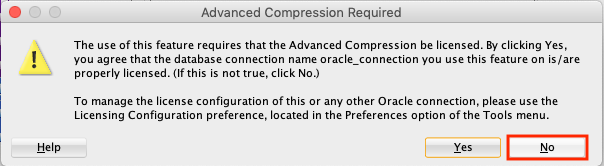 Advanced Compression Required
The use of this feature requires that the Advanced Compression be licensed. By clicking Yes,
you agree that the database connection name oracle_connection you use this feature on is/are
properly licensed. (If this is not true, click No.)
To manage the license configuration of this or any other Oracle connection, please use the
Licensing Configuration preference, located in the Preferences option of the Tools menu.
Help Yes No